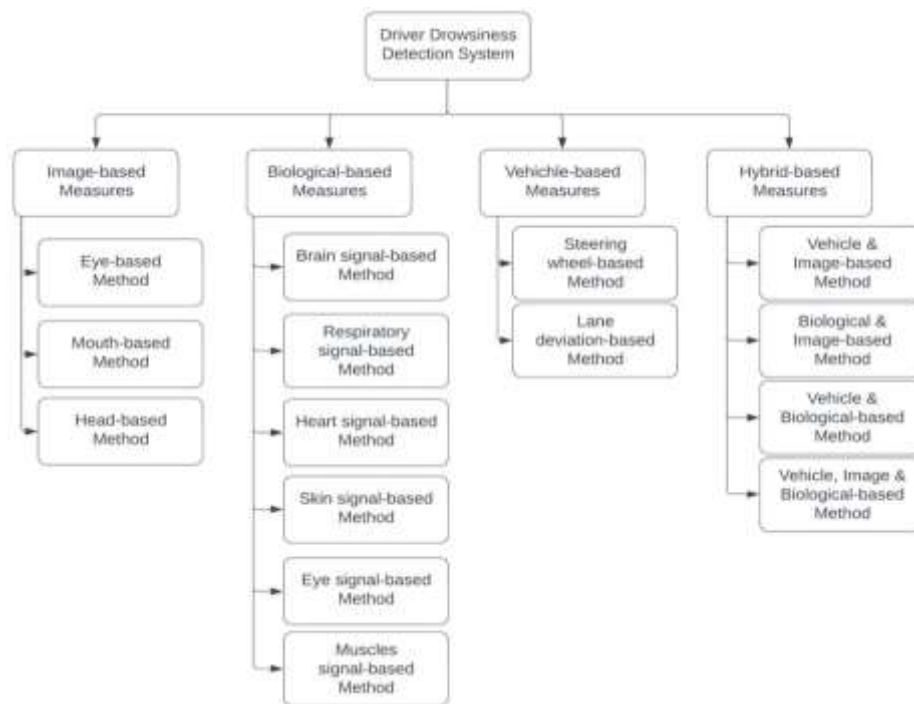 Driver Drowsiness
Detection System
Image-based
Measures
Biological-based
Measures
Vehichle-based
Measures
Hybrid-based
Measures
Eye-based
Method
Mouth-based
Method
Head-based
Method
Brain signal-based
Method
Respiratory
signal-based
Method
Heart signal-based
Method
Skin signal-based
Method
Eye signal-based
Method
Muscles
signal-based
Method
Steering
wheel-based
Method
Lane
deviation-based
Method
Vehicle &
Image-based
Method
Biological &
Image-based
Method
Vehicle &
Biological-based
Method
Vehicle, Image &
Biological-based
Method